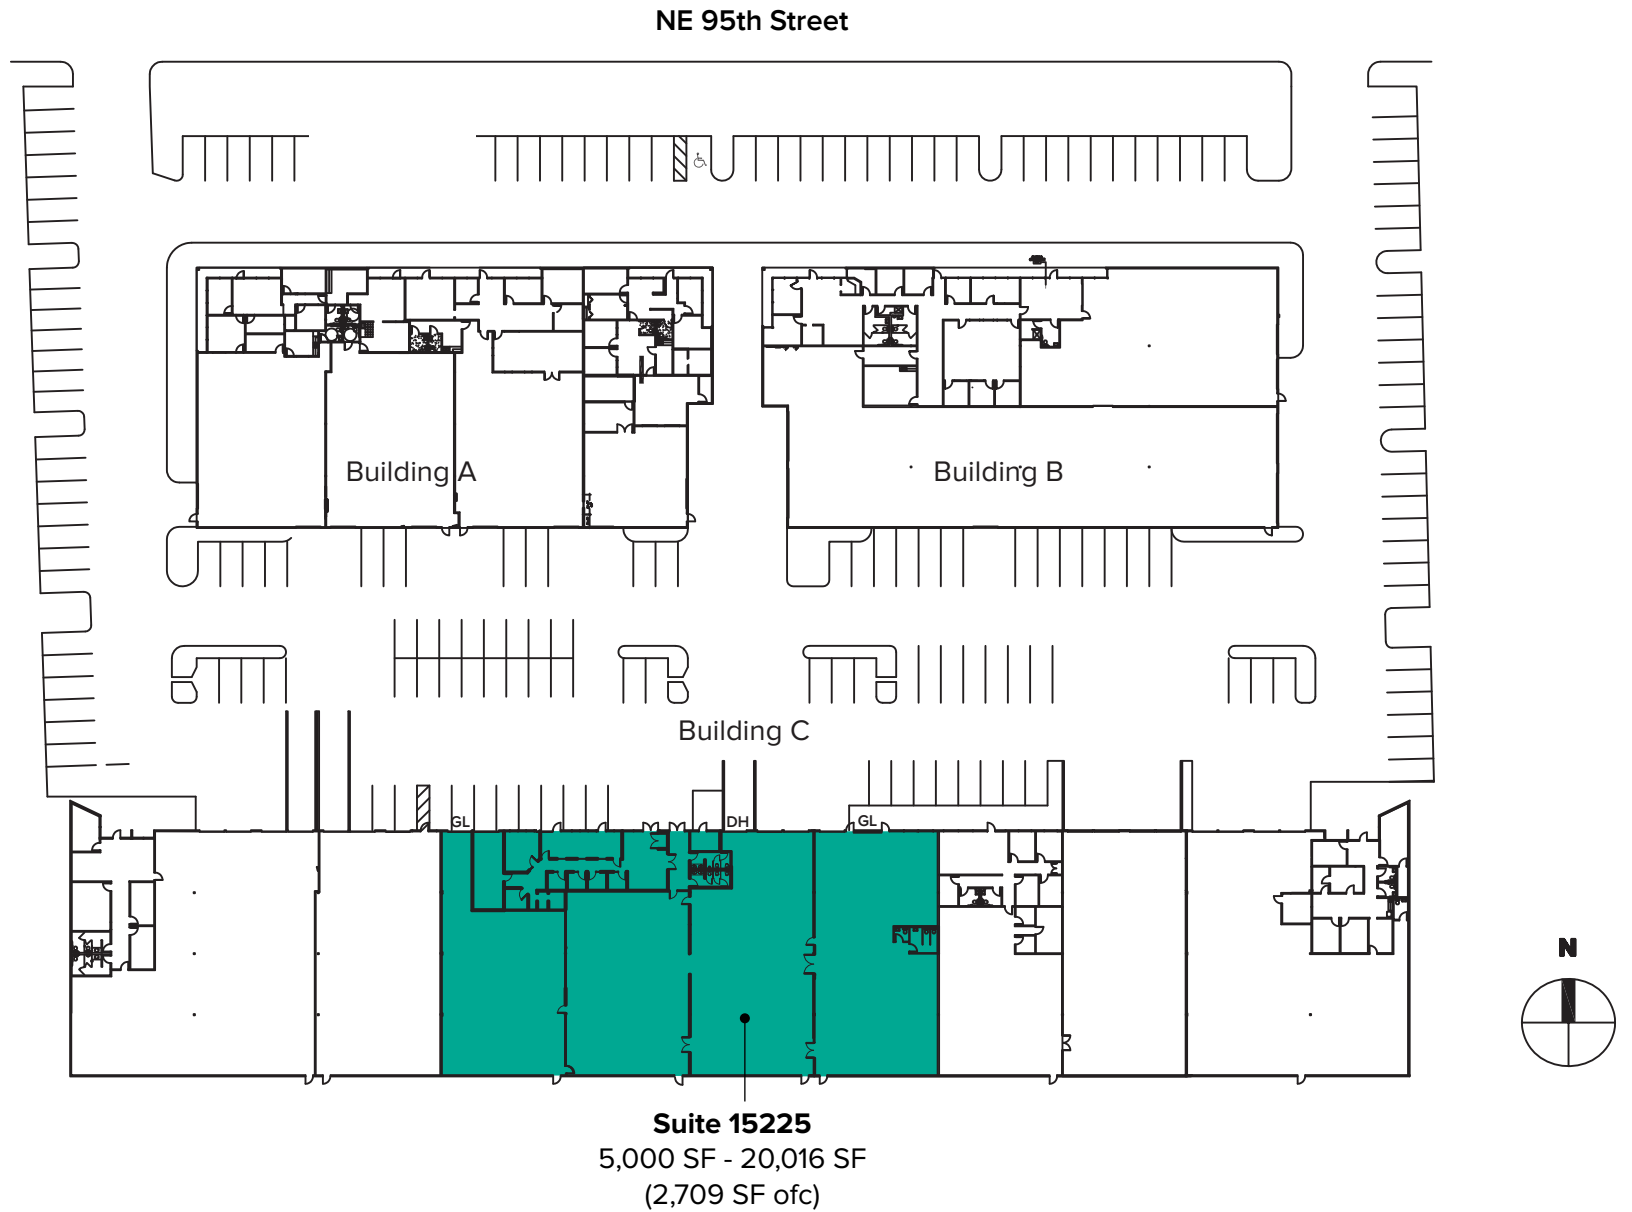 NE 95th Street
Building A
Building B
Building C
GL
DH
GL
N
Suite 15225
5,000 SF - 20,016 SF
(2,709 SF ofc)